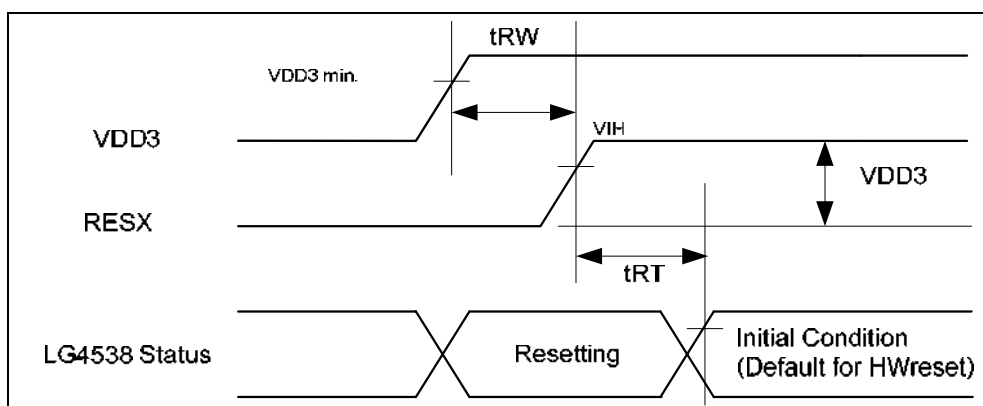 tRW
VDD3 min.
VDD3
VIH
VDD3
RESX
tRT
LG4538 Status
Resetting
Initial Condition
(Default for HWreset)